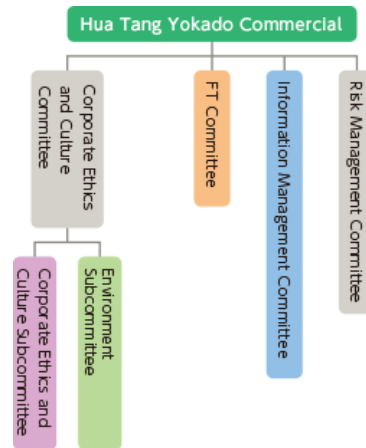 Hua Tang Yokado Commercial
Corporate Ethics
and Culture
Committee
FT Committee
Information Management Committee
Risk Management Committee
Corporate Ethics and
Culture Subcommittee
Environment
Subcommittee